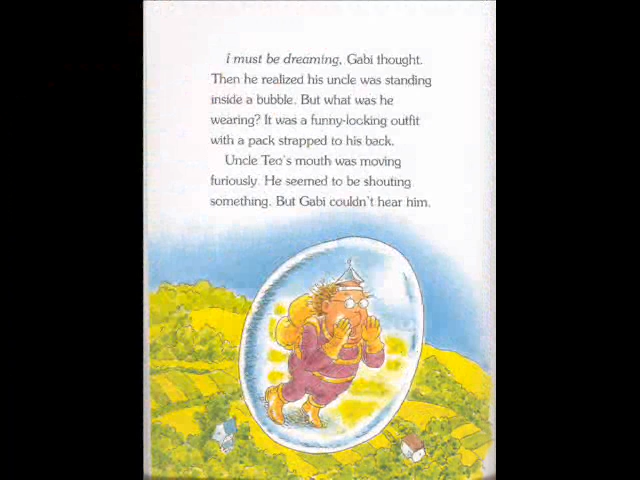 I must be dreaming, Gabi thought.
Then he realized his uncle was standing
inside a bubble. But what was he
wearing? It was a funny-looking outfit
with a pack strapped to his back.
Uncle Teo's mouth was moving
furiously. He seemed to be shouting
something. But Gabi couldn't hear him.